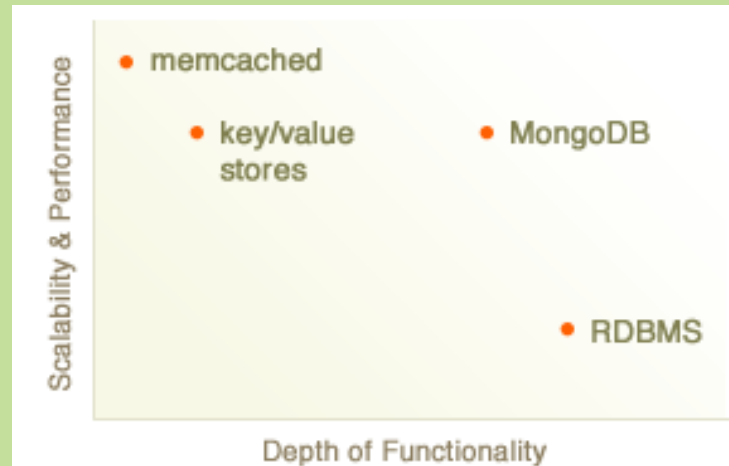 memcached
key/value
stores
MongoDB
RDBMS
Scalability & Performance
Depth of Functionality